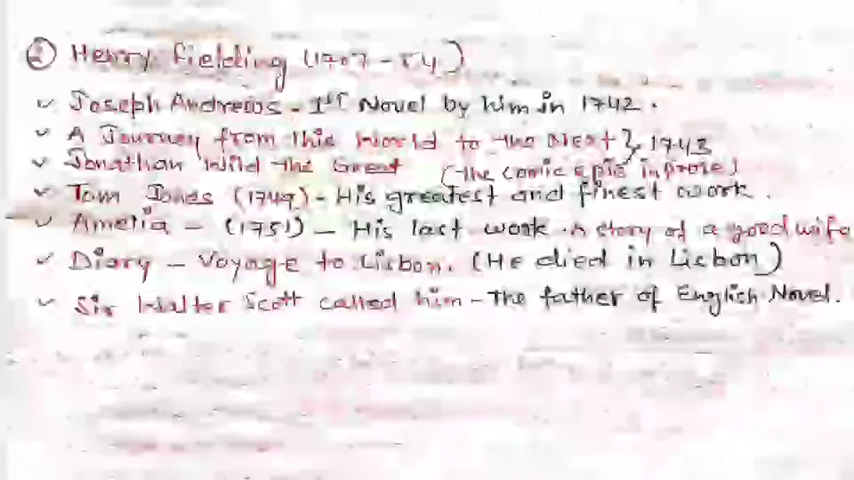 ② Henry Fielding (1707-54)
✓ Joseph Andrews - 1st Novel by him in 1742.
✓ A Journey from this World to the Next } 1743
✓ Jonathan Wild the Great (the comic epic in prose)
✓ Tom Jones (1749) - His greatest and finest work.
✓ Amelia - (1751) - His last work. A story of a good wife
✓ Diary - Voyage to Lisbon. (He died in Lisbon)
✓ Sir Walter Scott called him - The father of English Novel.